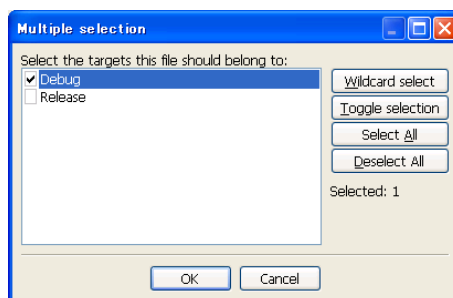 Multiple selection
Select the targets this file should belong to:
Debug
Release
Wildcard select
Toggle selection
Select All
Deselect All
Selected: 1
OK
Cancel